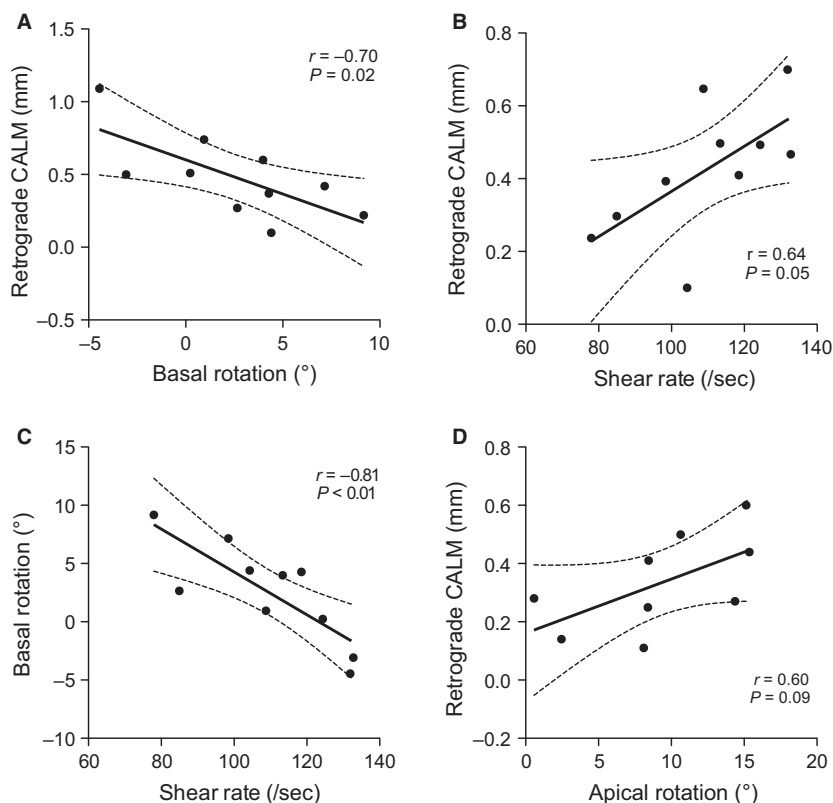 A
1.5
1.0
0.5
0.0
–0.5
–5
0
5
10
Retrograde CALM (mm)
Basal rotation (°)
r = –0.70
P = 0.02
B
0.8
0.6
0.4
0.2
0.0
60
80
100
120
140
Retrograde CALM (mm)
Shear rate (/sec)
r = 0.64
P = 0.05
C
15
10
5
0
–5
–10
60
80
100
120
140
Basal rotation (°)
Shear rate (/sec)
r = –0.81
P < 0.01
D
0.8
0.6
0.4
0.2
0.0
–0.2
0
5
10
15
20
Retrograde CALM (mm)
Apical rotation (°)
r = 0.60
P = 0.09